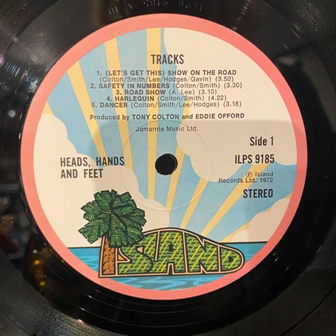 TRACKS
1. (LET'S GET THIS) SHOW ON THE ROAD
(Colton/Smith/Lee/Hodges/Gavin) (3.50)
2. SAFETY IN NUMBERS (Colton/Smith) (3.30)
3. ROAD SHOW (A. Lee) (3.10)
4. HARLEQUIN (Colton/Smith) (4.22)
5. DANCER (Colton/Smith/Lee/Hodges) (3.18)
Produced by TONY COLTON and EDDIE OFFORD
Jamarnie Music Ltd.
Side 1
HEADS, HANDS
AND FEET
ILPS 9185
℗ Island
Records Ltd. 1972
STEREO
ISLAND